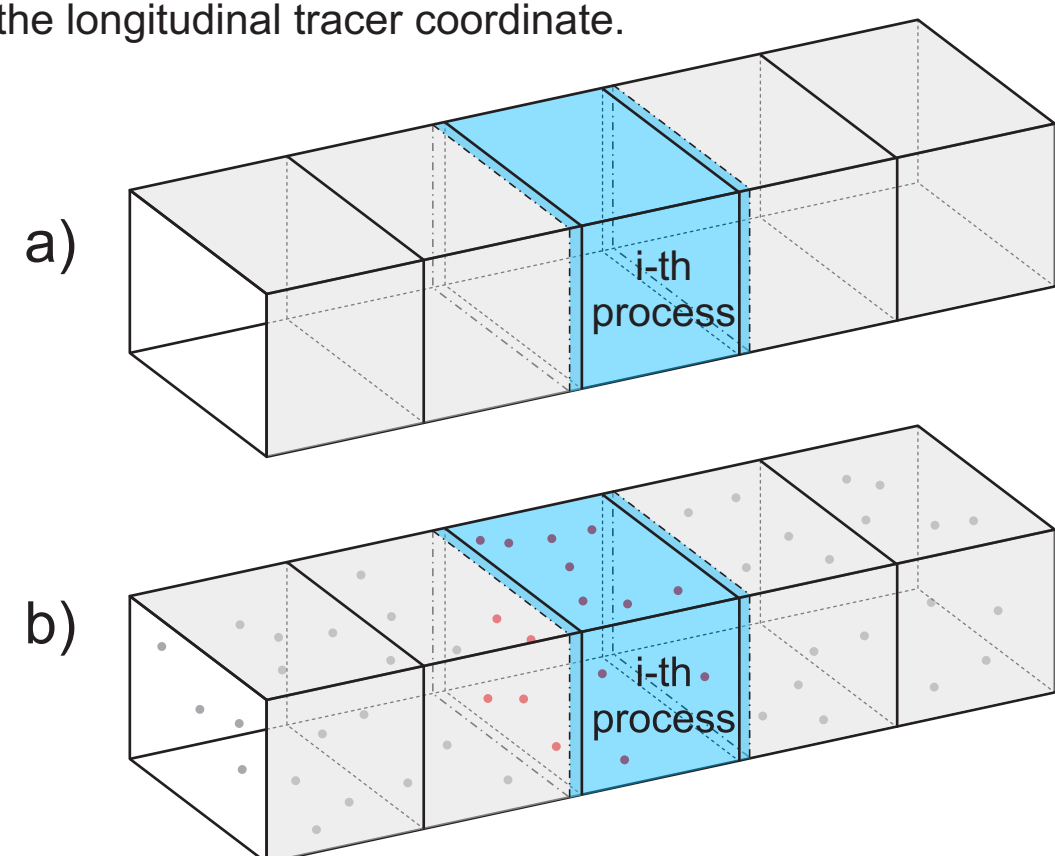 the longitudinal tracer coordinate.
a)
i-th
process
b)
i-th
process